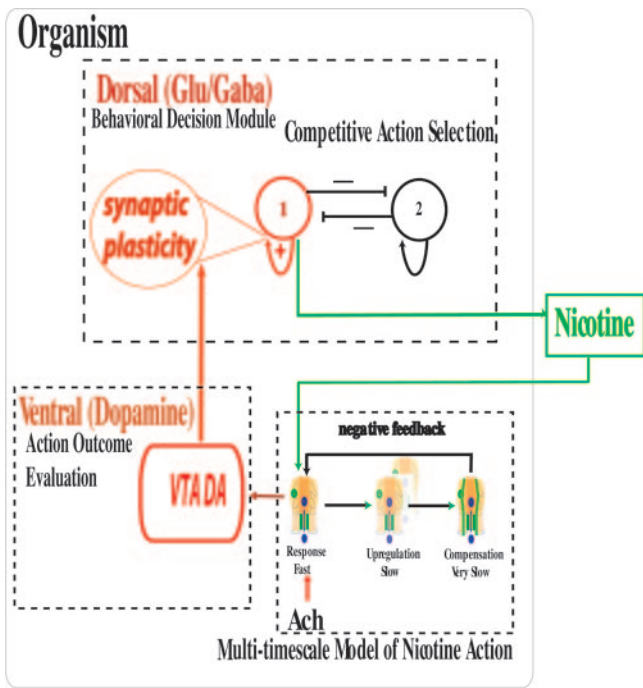 Organism
Dorsal (Glu/Gaba)
Behavioral Decision Module
Competitive Action Selection
synaptic
plasticity
1
2
+
—
—
Nicotine
Ventral (Dopamine)
Action Outcome
Evaluation
VTA DA
negative feedback
Response
Fast
Upregulation
Slow
Compensation
Very Slow
Ach
Multi-timescale Model of Nicotine Action